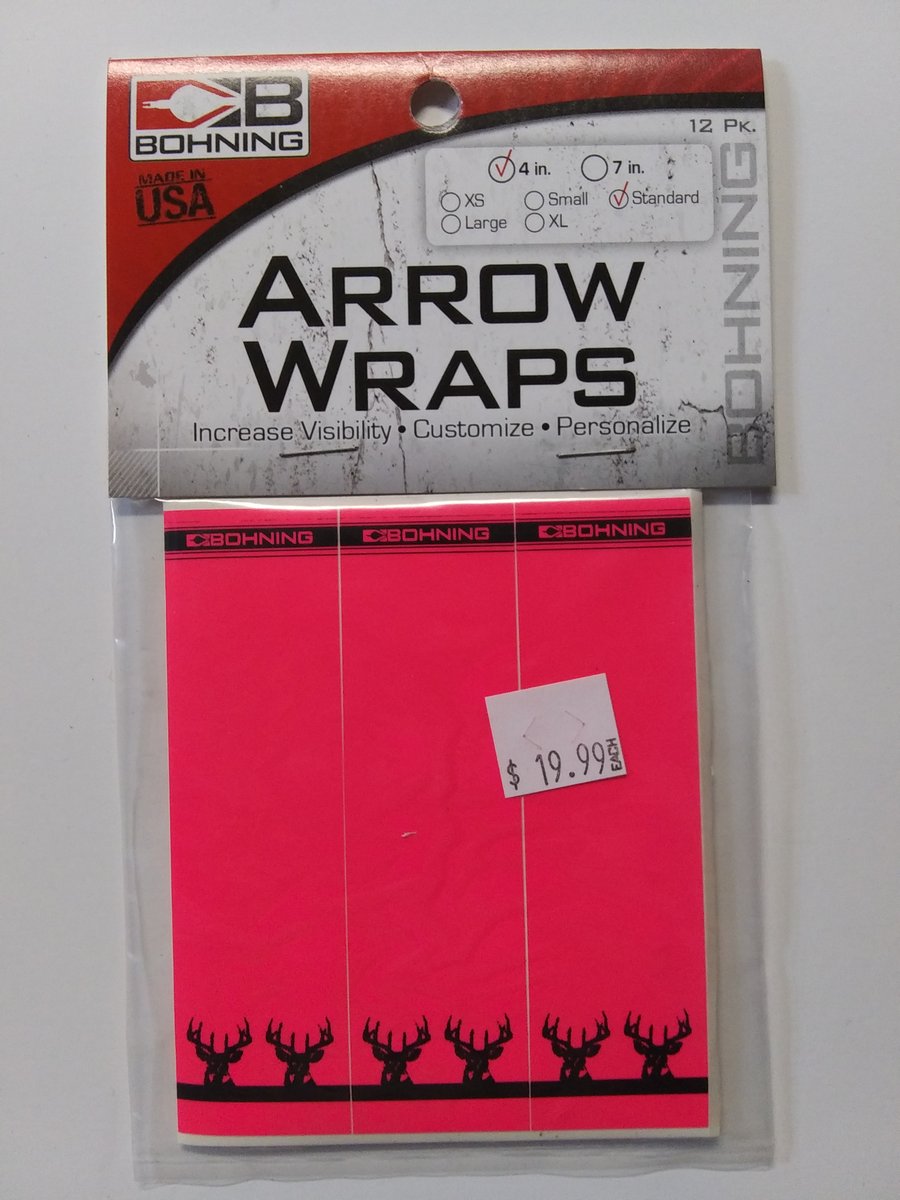 B
BOHNING
MADE IN
USA
12 PK.
4 in. 7 in.
XS Small Standard
Large XL
BOHNING
ARROW
WRAPS
Increase Visibility • Customize • Personalize
BOHNING BOHNING BOHNING
$ 19.99 EACH